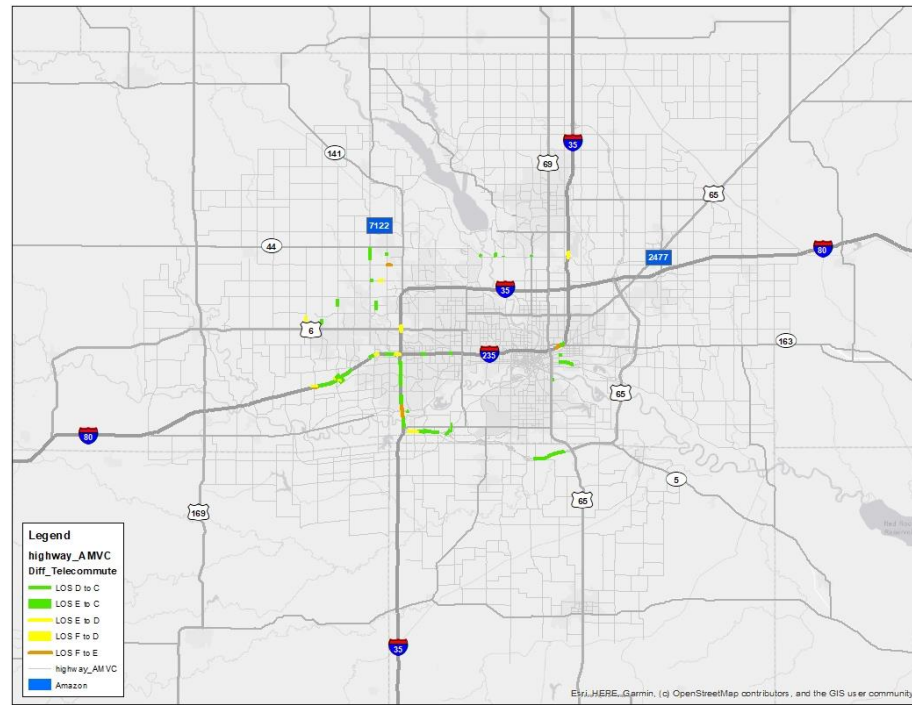 35
69
141
65
7122
44
2477
80
35
6
235
163
65
80
5
169
65
Legend
highway_AMVC
Diff_Telecommute
LOS D to C
LOS E to C
LOS E to D
LOS F to D
LOS F to E
highway_AMVC
Amazon
35
Esri, HERE, Garmin, (c) OpenStreetMap contributors, and the GIS user community